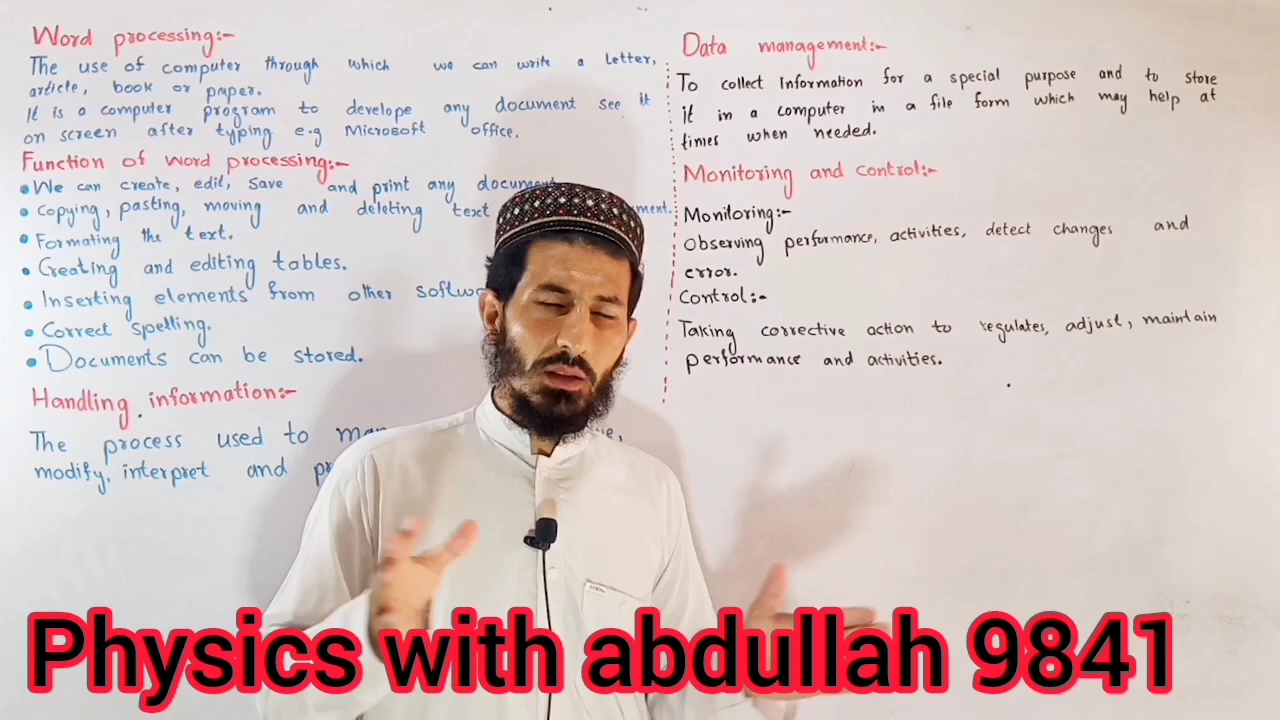 Word processing:-
The use of computer through which we can write a Letter,
article, book or paper.
It is a computer program to develope any document see it
on screen after typing e.g Microsoft office.
Function of word processing:-
• We can create, edit, save and print any document
• Copying, pasting, moving and deleting text
• Formating the text.
• Creating and editing tables.
• Inserting elements from other
• Correct spelling.
• Documents can be stored.
Handling information:-
The process used to
modify, interpret and
Data management:-
To collect information for a special purpose and to store
it in a computer in a file form which may help at
times when needed.
Monitoring and control:-
Monitoring:-
Observing performance, activities, detect changes and
error.
Control:-
Taking corrective action to regulates, adjust, maintain
performance and activities.
Physics with abdullah 9841